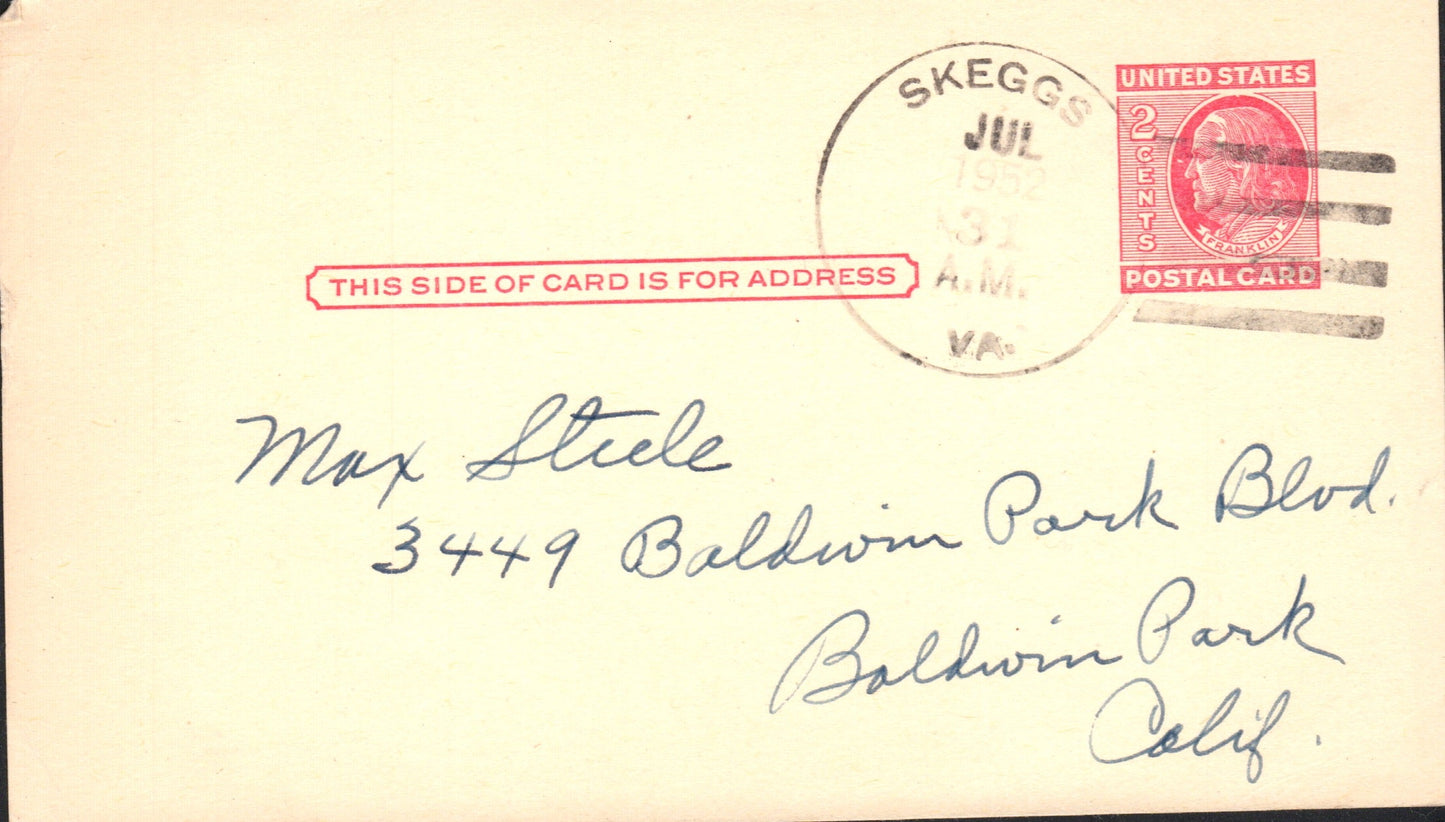 SKEGGS
JUL
1952
31
A.M.
VA.
UNITED STATES
2 CENTS
FRANKLIN
POSTAL CARD
THIS SIDE OF CARD IS FOR ADDRESS
Max Steele
3449 Baldwin Park Blvd.
Baldwin Park
Calif.